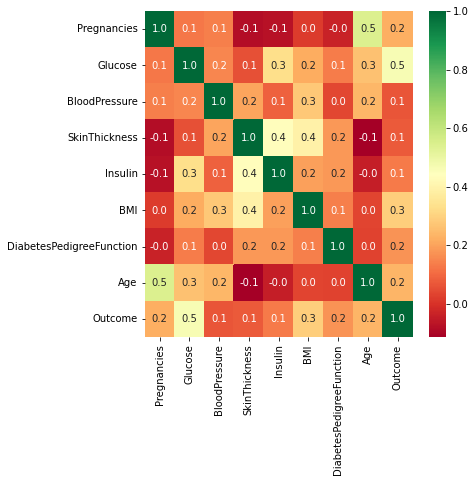 Pregnancies 1.0 0.1 0.1 -0.1 -0.1 0.0 -0.0 0.5 0.2
Glucose 0.1 1.0 0.2 0.1 0.3 0.2 0.1 0.3 0.5
BloodPressure 0.1 0.2 1.0 0.2 0.1 0.3 0.0 0.2 0.1
SkinThickness -0.1 0.1 0.2 1.0 0.4 0.4 0.2 -0.1 0.1
Insulin -0.1 0.3 0.1 0.4 1.0 0.2 0.2 -0.0 0.1
BMI 0.0 0.2 0.3 0.4 0.2 1.0 0.1 0.0 0.3
DiabetesPedigreeFunction -0.0 0.1 0.0 0.2 0.2 0.1 1.0 0.0 0.2
Age 0.5 0.3 0.2 -0.1 -0.0 0.0 0.0 1.0 0.2
Outcome 0.2 0.5 0.1 0.1 0.1 0.3 0.2 0.2 1.0
Pregnancies
Glucose
BloodPressure
SkinThickness
Insulin
BMI
DiabetesPedigreeFunction
Age
Outcome
1.0
0.8
0.6
0.4
0.2
0.0